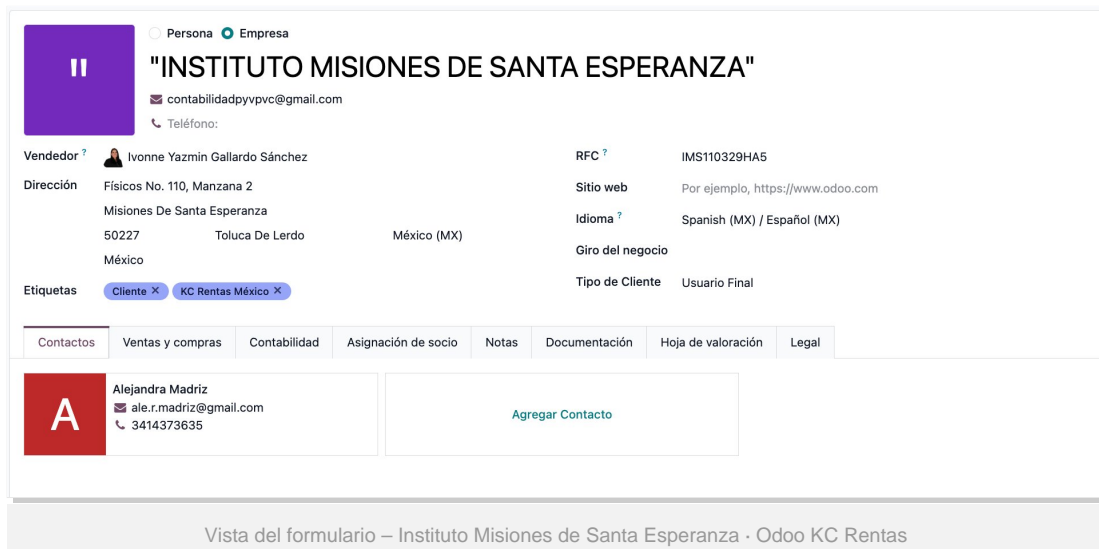 Persona Empresa
"
"INSTITUTO MISIONES DE SANTA ESPERANZA"
contabilidadpyvpvc@gmail.com
Teléfono:
Vendedor ? Ivonne Yazmin Gallardo Sánchez
Dirección Físicos No. 110, Manzana 2
Misiones De Santa Esperanza
50227 Toluca De Lerdo México (MX)
México
Etiquetas Cliente × KC Rentas México ×
RFC ? IMS110329HA5
Sitio web Por ejemplo, https://www.odoo.com
Idioma ? Spanish (MX) / Español (MX)
Giro del negocio
Tipo de Cliente Usuario Final
Contactos Ventas y compras Contabilidad Asignación de socio Notas Documentación Hoja de valoración Legal
A
Alejandra Madriz
ale.r.madriz@gmail.com
3414373635
Agregar Contacto
Vista del formulario – Instituto Misiones de Santa Esperanza · Odoo KC Rentas